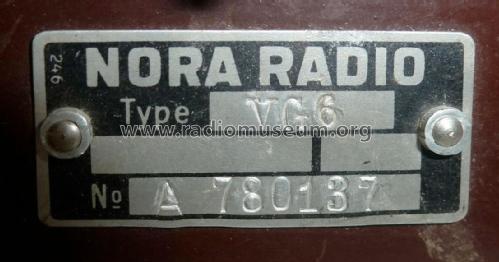 246
NORA RADIO
Type VG6
www.radiomuseum.org
No A 780137